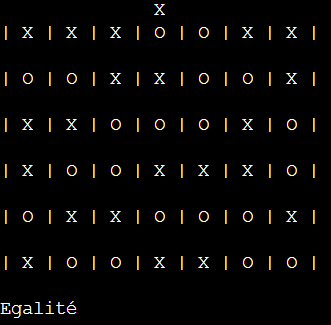 X
| X | X | X | O | O | X | X |
| O | O | X | X | O | O | X |
| X | X | O | O | O | X | O |
| X | O | O | X | X | X | O |
| O | X | X | O | O | O | X |
| X | O | O | X | X | O | O |
Egalité